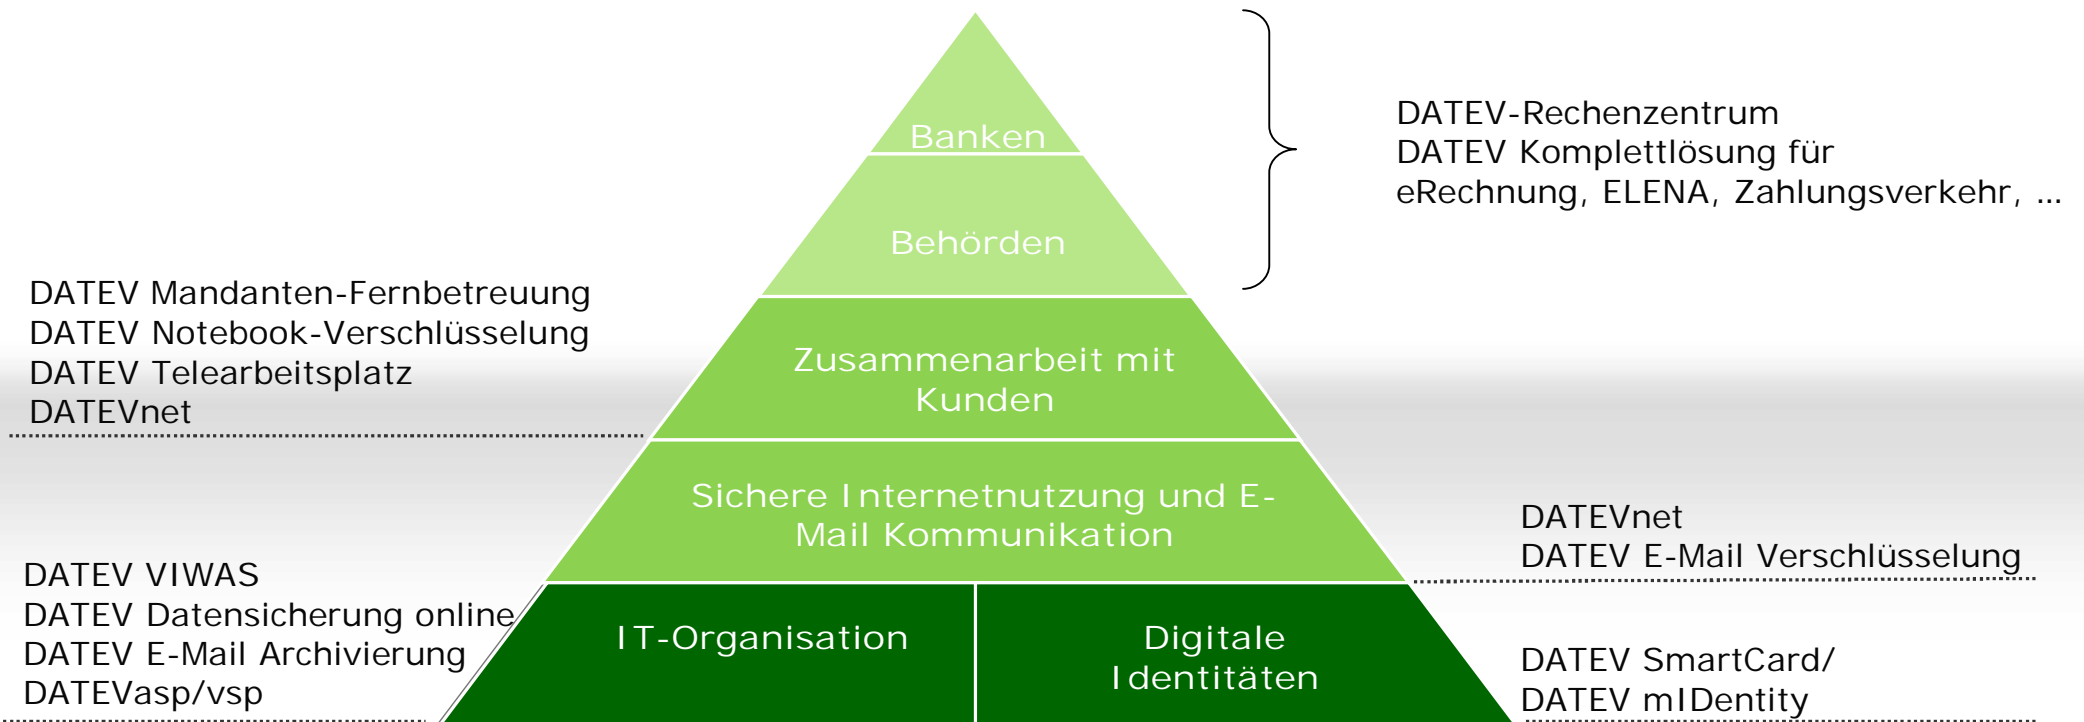 Banken
DATEV-Rechenzentrum
DATEV Komplettlösung für
eRechnung, ELENA, Zahlungsverkehr, ...
Behörden
DATEV Mandanten-Fernbetreuung
DATEV Notebook-Verschlüsselung
DATEV Telearbeitsplatz
DATEVnet
Zusammenarbeit mit
Kunden
Sichere Internetnutzung und E-
Mail Kommunikation
DATEVnet
DATEV E-Mail Verschlüsselung
DATEV VIWAS
DATEV Datensicherung online
DATEV E-Mail Archivierung
DATEVasp/vsp
IT-Organisation
Digitale
Identitäten
DATEV SmartCard/
DATEV mIDentity